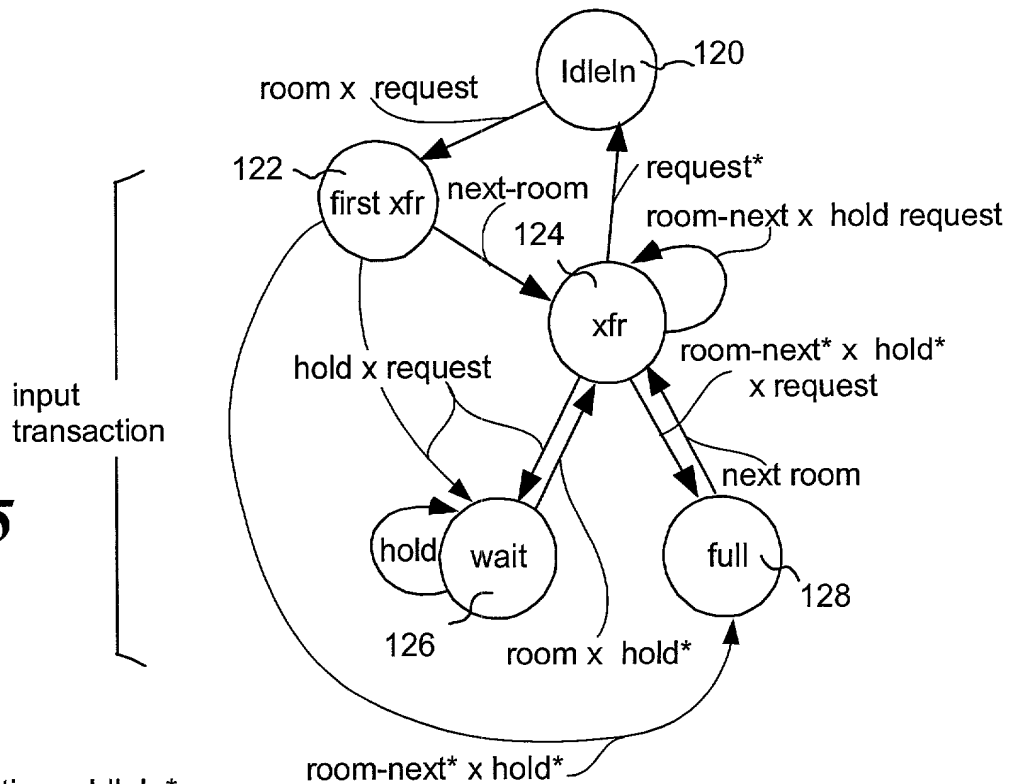 IdleIn
120
room x request
122
first xfr
next-room
request*
room-next x hold request
124
xfr
room-next* x hold*
x request
hold x request
input
transaction
next room
5
hold
wait
full
128
126
room x hold*
room-next* x hold*